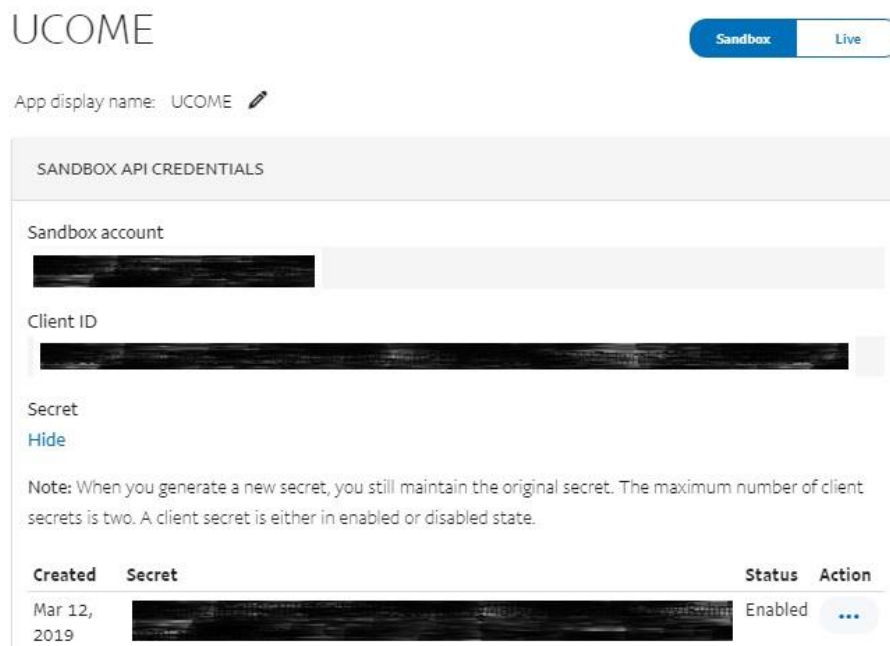 UCOME
Sandbox Live
App display name: UCOME
SANDBOX API CREDENTIALS
Sandbox account
Client ID
Secret
Hide
Note: When you generate a new secret, you still maintain the original secret. The maximum number of client
secrets is two. A client secret is either in enabled or disabled state.
Created Secret Status Action
Mar 12, Enabled
2019